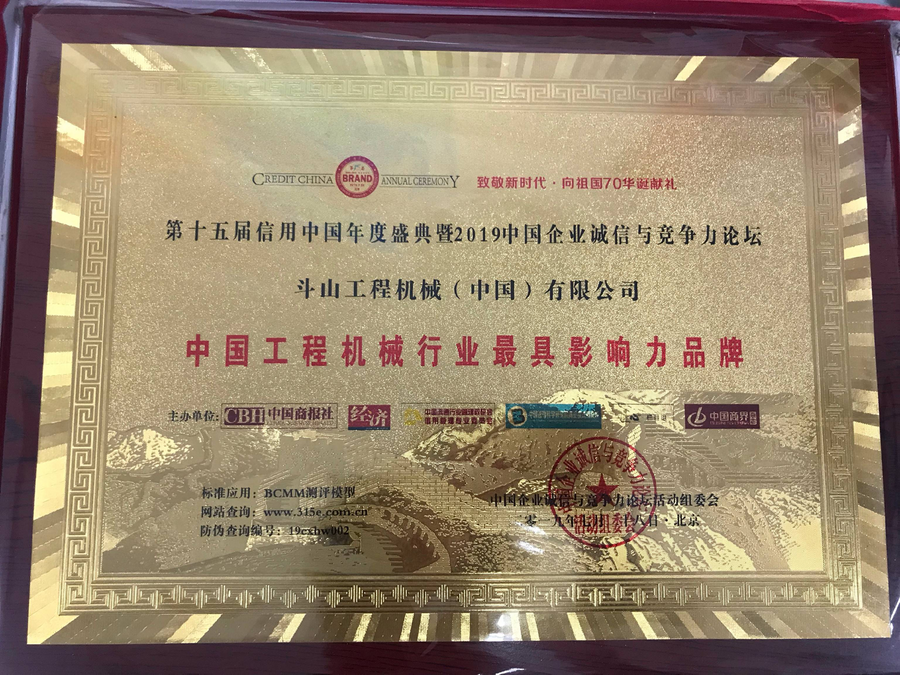 CREDIT CHINA BRAND ANNUAL CEREMONY 致敬新时代·向祖国70华诞献礼
第十五届信用中国年度盛典暨2019中国企业诚信与竞争力论坛
斗山工程机械（中国）有限公司
中国工程机械行业最具影响力品牌
主办单位: CBH 中国商报社 经济 中国商界
标准应用：BCMM测评模型
网站查询：www.315e.com.cn
防伪查询编号：19cxhw002
中国企业诚信与竞争力论坛活动组委会
二零一九年 月 八日·北京